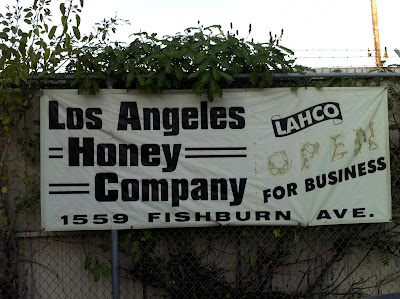 Los Angeles
Honey
Company
LAHCO
OPEN
FOR BUSINESS
1559 FISHBURN AVE.